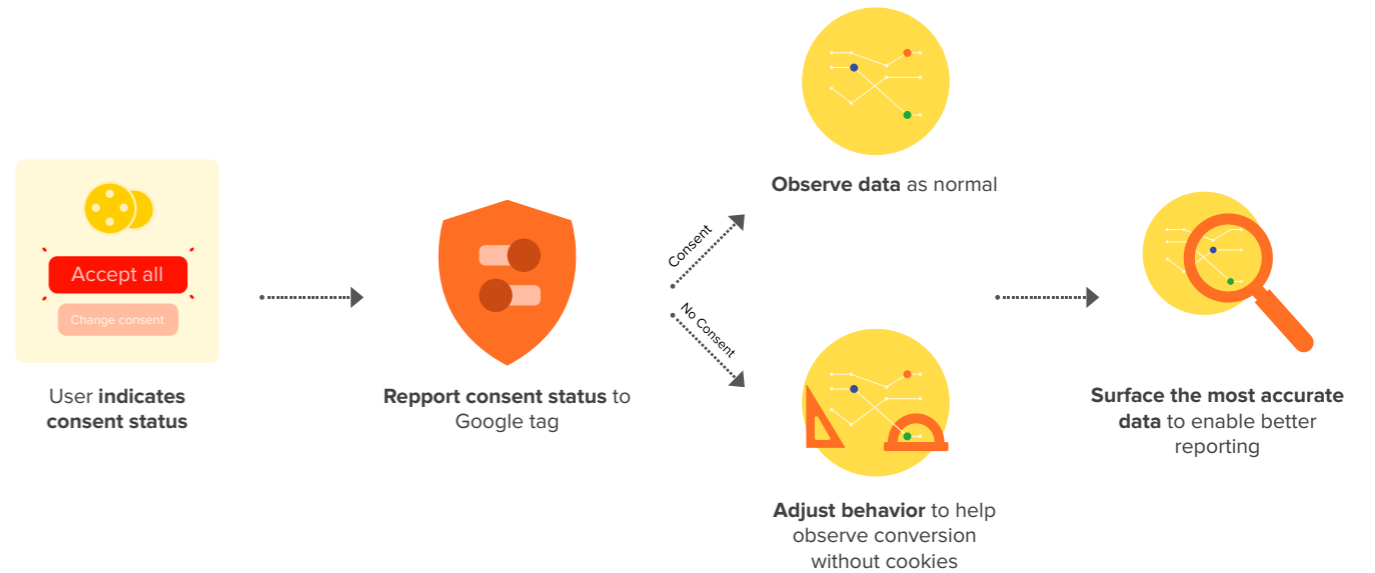 Accept all
Change consent
User indicates
consent status
Repport consent status to
Google tag
Consent
No Consent
Observe data as normal
Adjust behavior to help
observe conversion
without cookies
Surface the most accurate
data to enable better
reporting